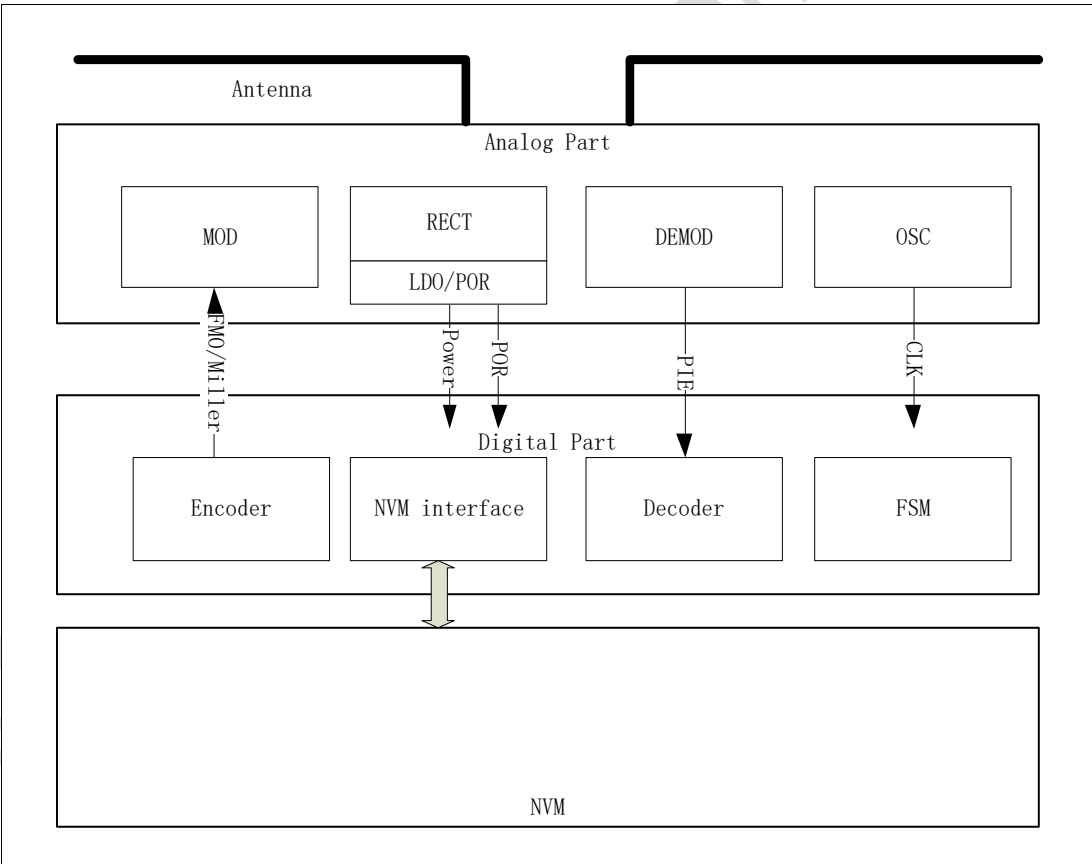 Antenna
Analog Part
MOD
RECT
LDO/POR
DEMOD
OSC
FM0/Miller
Power
POR
PIE
CLK
Digital Part
Encoder
NVM interface
Decoder
FSM
NVM